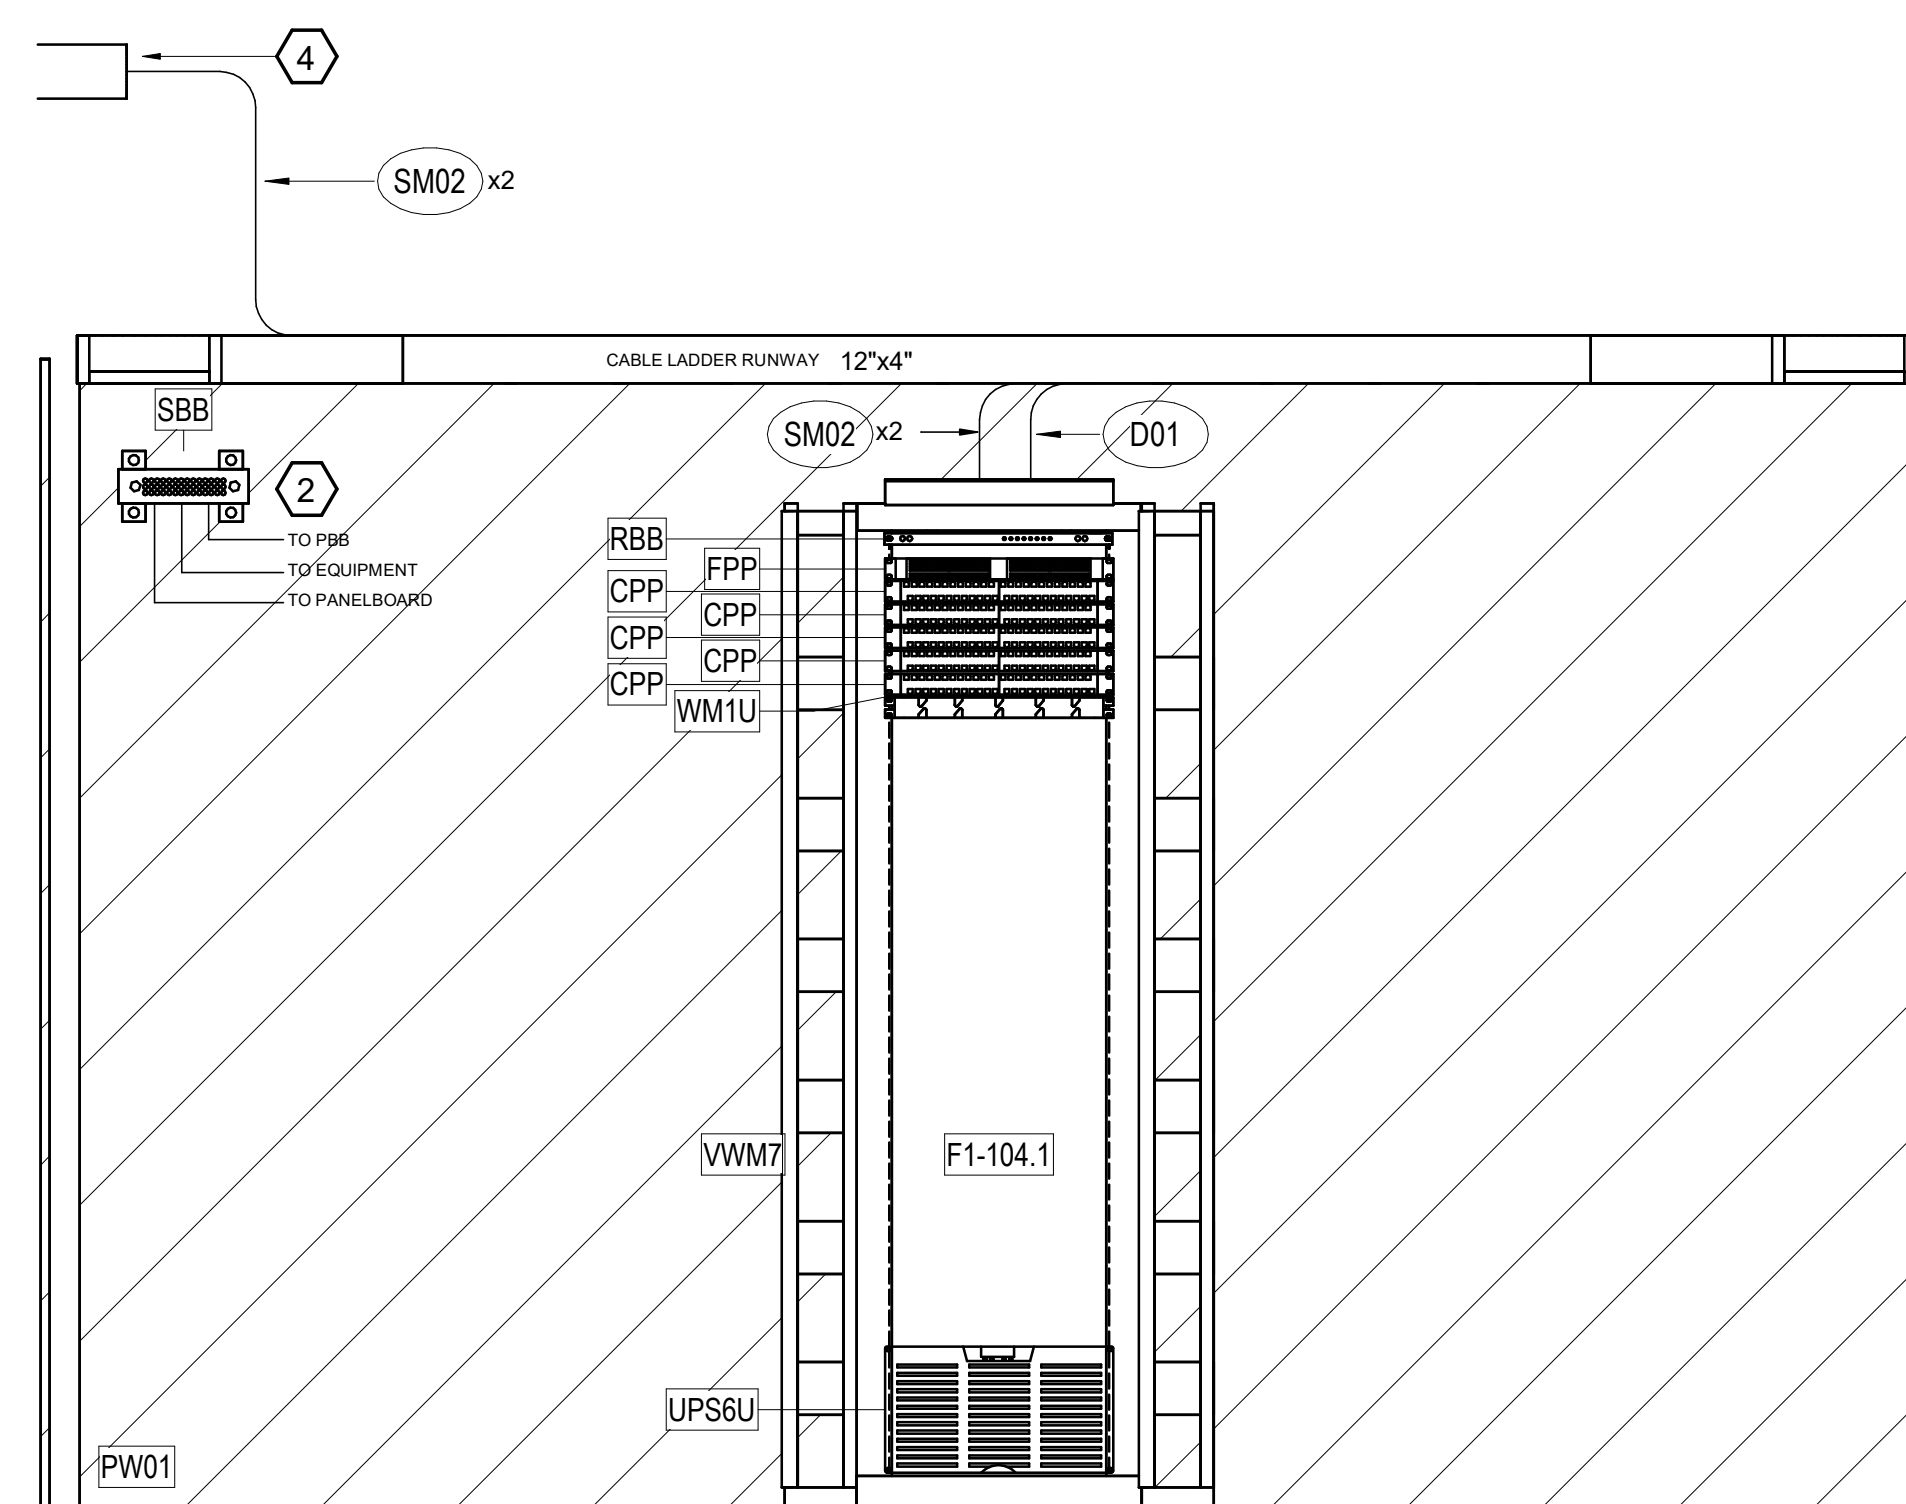 4
SM02 x2
CABLE LADDER RUNWAY 12"x4"
SBB
SM02 x2
D01
2
TO PBB
TO EQUIPMENT
TO PANELBOARD
RBB
FPP
CPP
CPP
CPP
CPP
CPP
WM1U
VWM7
F1-104.1
UPS6U
PW01